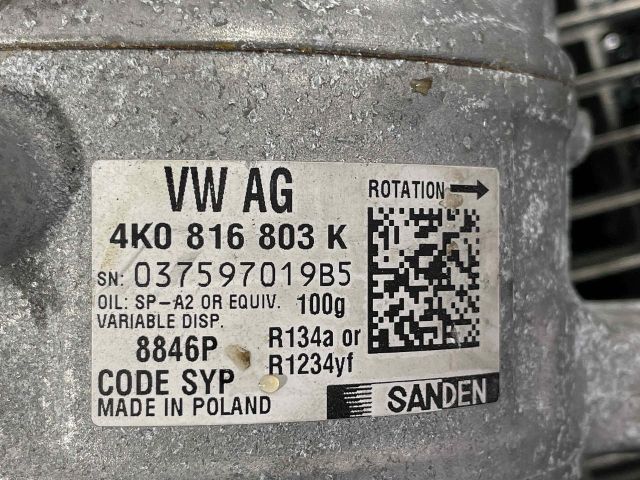 VW AG
ROTATION
4K0 816 803 K
SN: 037597019B5
OIL: SP-A2 OR EQUIV. 100g
VARIABLE DISP.
8846P
R134a or
R1234yf
CODE SYP
MADE IN POLAND
SANDEN